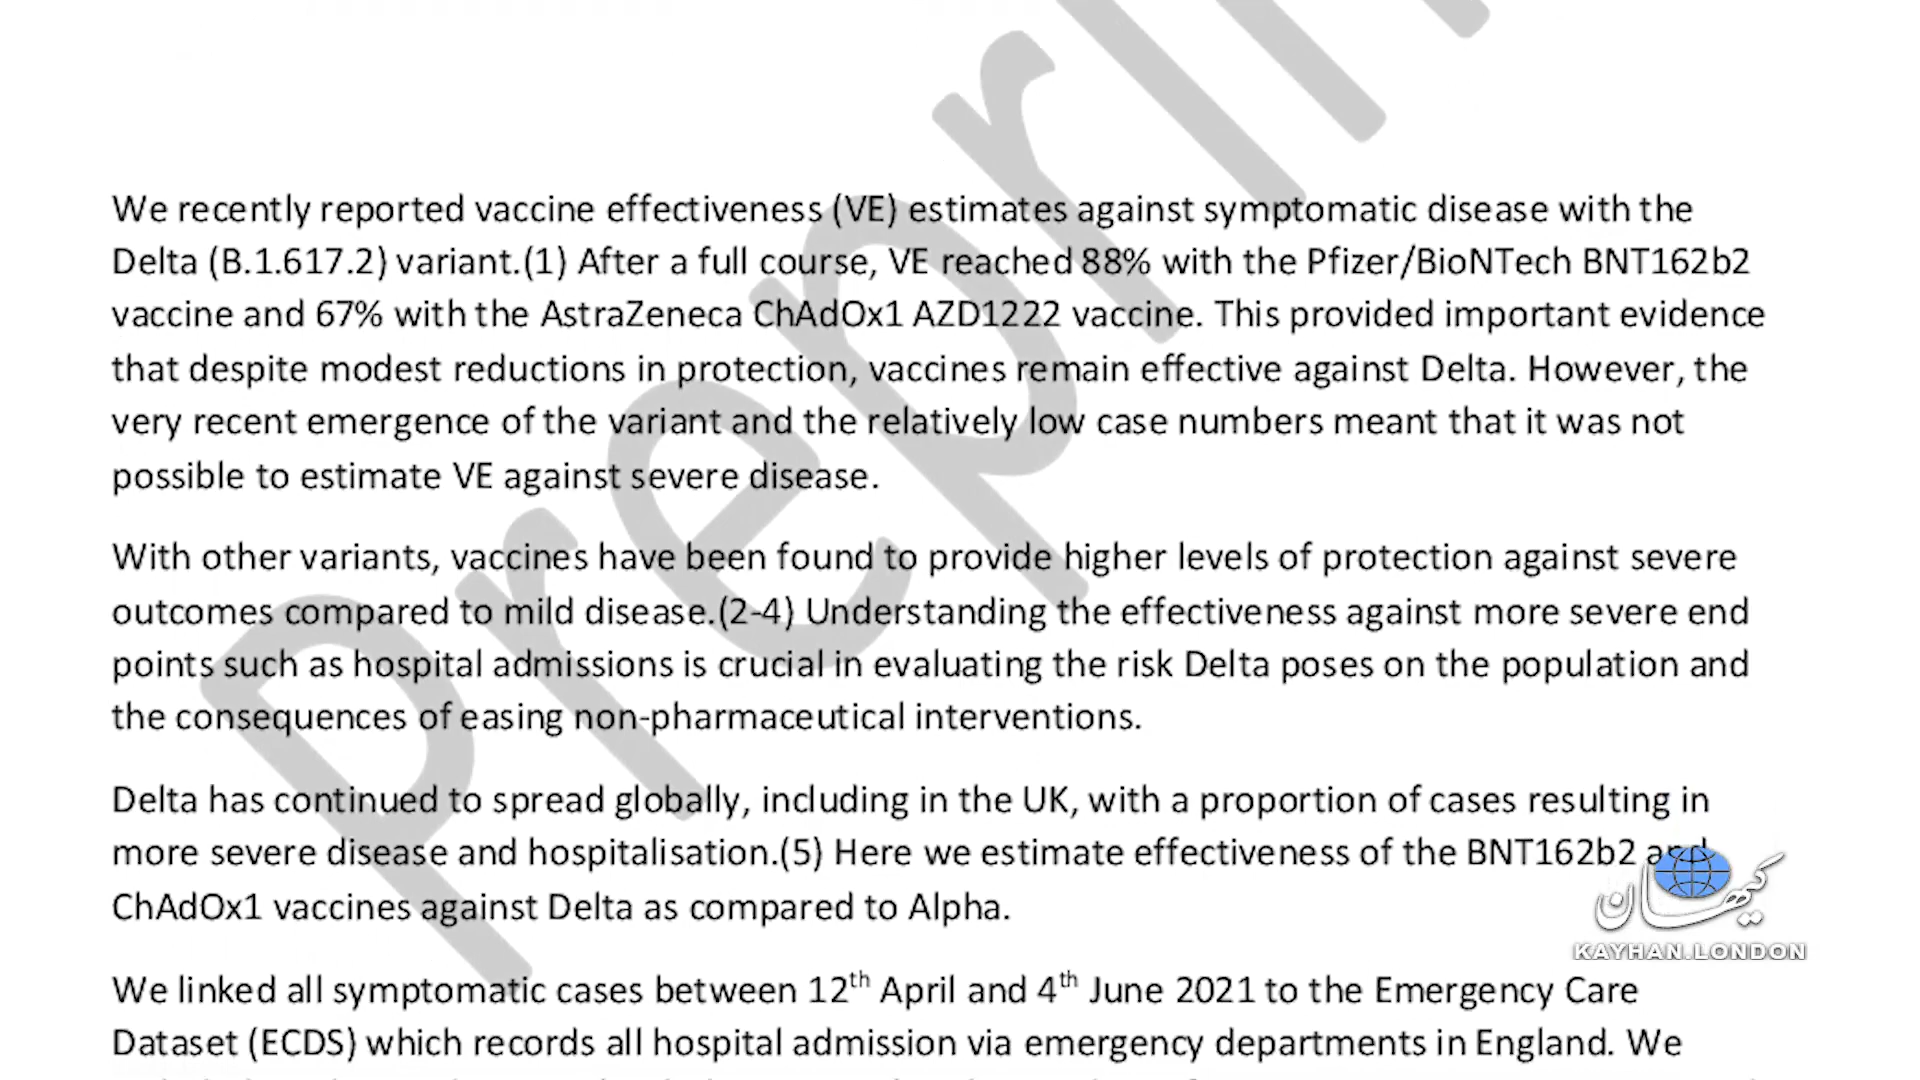 Preprin
We recently reported vaccine effectiveness (VE) estimates against symptomatic disease with the
Delta (B.1.617.2) variant.(1) After a full course, VE reached 88% with the Pfizer/BioNTech BNT162b2
vaccine and 67% with the AstraZeneca ChAdOx1 AZD1222 vaccine. This provided important evidence
that despite modest reductions in protection, vaccines remain effective against Delta. However, the
very recent emergence of the variant and the relatively low case numbers meant that it was not
possible to estimate VE against severe disease.
With other variants, vaccines have been found to provide higher levels of protection against severe
outcomes compared to mild disease.(2-4) Understanding the effectiveness against more severe end
points such as hospital admissions is crucial in evaluating the risk Delta poses on the population and
the consequences of easing non-pharmaceutical interventions.
Delta has continued to spread globally, including in the UK, with a proportion of cases resulting in
more severe disease and hospitalisation.(5) Here we estimate effectiveness of the BNT162b2 and
ChAdOx1 vaccines against Delta as compared to Alpha.
کیهان
KAYHAN.LONDON
We linked all symptomatic cases between 12th April and 4th June 2021 to the Emergency Care
Dataset (ECDS) which records all hospital admission via emergency departments in England. We